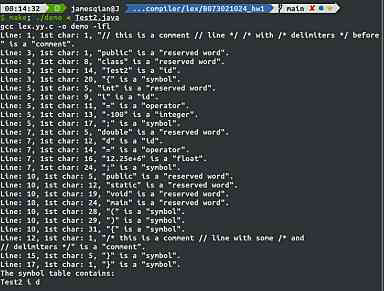 00:14:32 jamesqian@J ...compiler/lex/B073021024_hw1 main
$ make; ./demo < Test2.java
gcc lex.yy.c -o demo -lfl
Line: 1, 1st char: 1, "// this is a comment // line */ /* with /* delimiters */ before
" is a "comment".
Line: 3, 1st char: 1, "public" is a "reserved word".
Line: 3, 1st char: 8, "class" is a "reserved word".
Line: 3, 1st char: 14, "Test2" is a "id".
Line: 3, 1st char: 20, "{" is a "symbol".
Line: 5, 1st char: 5, "int" is a "reserved word".
Line: 5, 1st char: 9, "i" is a "id".
Line: 5, 1st char: 11, "=" is a "operator".
Line: 5, 1st char: 13, "-100" is a "integer".
Line: 5, 1st char: 17, ";" is a "symbol".
Line: 7, 1st char: 5, "double" is a "reserved word".
Line: 7, 1st char: 12, "d" is a "id".
Line: 7, 1st char: 14, "=" is a "operator".
Line: 7, 1st char: 16, "12.25e+6" is a "float".
Line: 7, 1st char: 24, ";" is a "symbol".
Line: 10, 1st char: 5, "public" is a "reserved word".
Line: 10, 1st char: 12, "static" is a "reserved word".
Line: 10, 1st char: 19, "void" is a "reserved word".
Line: 10, 1st char: 24, "main" is a "reserved word".
Line: 10, 1st char: 28, "(" is a "symbol".
Line: 10, 1st char: 29, ")" is a "symbol".
Line: 10, 1st char: 31, "{" is a "symbol".
Line: 12, 1st char: 1, "/* this is a comment // line with some /* and
// delimiters */" is a "comment".
Line: 15, 1st char: 5, "}" is a "symbol".
Line: 17, 1st char: 1, "}" is a "symbol".
The symbol table contains:
Test2 i d